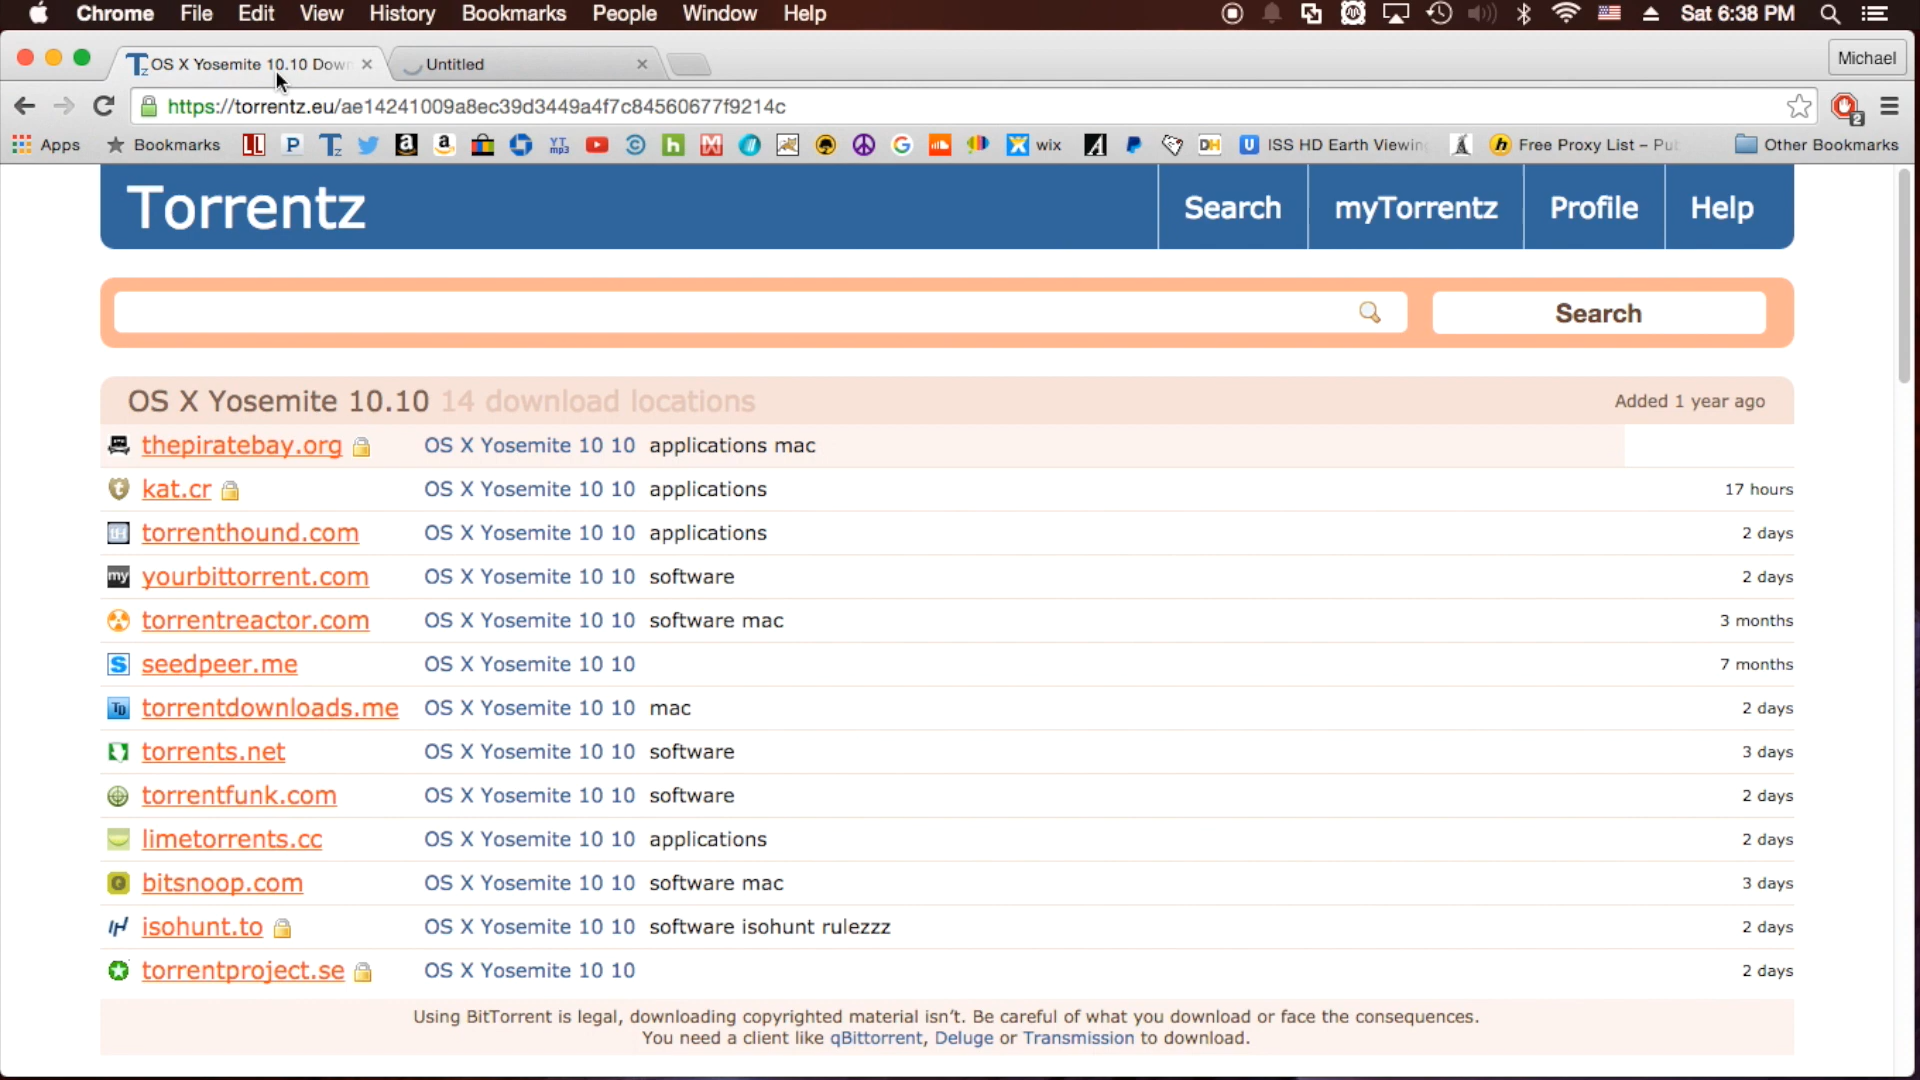 Chrome File Edit View History Bookmarks People Window Help Sat 6:38 PM
OS X Yosemite 10.10 Down Untitled Michael
https://torrentz.eu/ae14241009a8ec39d3449a4f7c84560677f9214c 2
Apps Bookmarks wix ISS HD Earth Viewing Free Proxy List – Pu Other Bookmarks
Torrentz Search myTorrentz Profile Help
Search
OS X Yosemite 10.10 14 download locations Added 1 year ago
thepiratebay.org OS X Yosemite 10 10 applications mac
kat.cr OS X Yosemite 10 10 applications 17 hours
torrenthound.com OS X Yosemite 10 10 applications 2 days
yourbittorrent.com OS X Yosemite 10 10 software 2 days
torrentreactor.com OS X Yosemite 10 10 software mac 3 months
seedpeer.me OS X Yosemite 10 10 7 months
torrentdownloads.me OS X Yosemite 10 10 mac 2 days
torrents.net OS X Yosemite 10 10 software 3 days
torrentfunk.com OS X Yosemite 10 10 software 2 days
limetorrents.cc OS X Yosemite 10 10 applications 2 days
bitsnoop.com OS X Yosemite 10 10 software mac 3 days
isohunt.to OS X Yosemite 10 10 software isohunt rulezzz 2 days
torrentproject.se OS X Yosemite 10 10 2 days
Using BitTorrent is legal, downloading copyrighted material isn't. Be careful of what you download or face the consequences.
You need a client like qBittorrent, Deluge or Transmission to download.